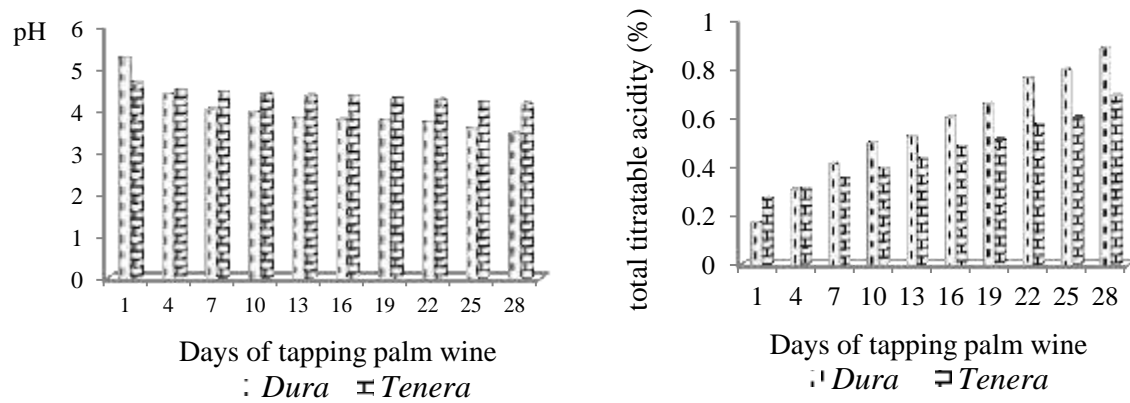 pH
6
5
4
3
2
1
0
1 4 7 10 13 16 19 22 25 28
Days of tapping palm wine
Dura Tenera
total titratable acidity (%)
1
0.8
0.6
0.4
0.2
0
1 4 7 10 13 16 19 22 25 28
Days of tapping palm wine
Dura Tenera